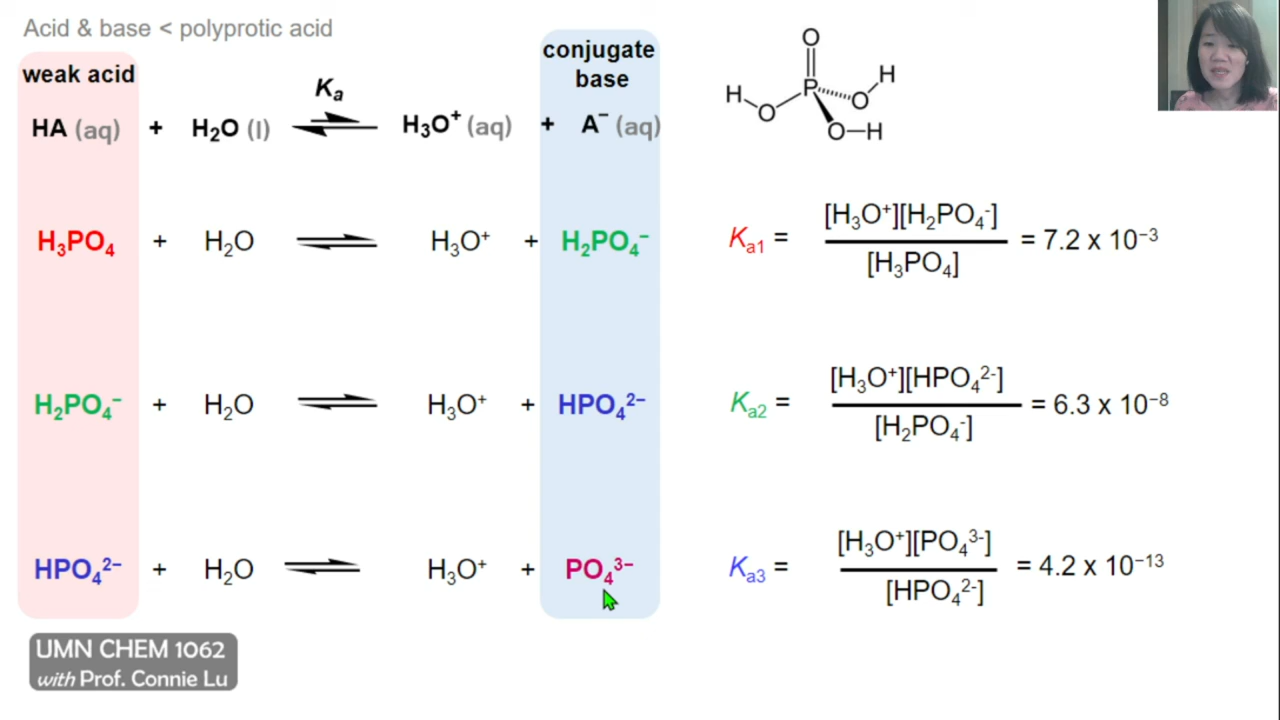 Acid & base < polyprotic acid
weak acid
conjugate
base
Kₐ
HA (aq) + H₂O (l) ⇌ H₃O⁺ (aq) + A⁻ (aq)
O
H
O
P
O
H
O–H
H₃PO₄ + H₂O ⇌ H₃O⁺ + H₂PO₄⁻
Kₐ₁ = [H₃O⁺][H₂PO₄⁻] / [H₃PO₄] = 7.2 x 10⁻³
H₂PO₄⁻ + H₂O ⇌ H₃O⁺ + HPO₄²⁻
Kₐ₂ = [H₃O⁺][HPO₄²⁻] / [H₂PO₄⁻] = 6.3 x 10⁻⁸
HPO₄²⁻ + H₂O ⇌ H₃O⁺ + PO₄³⁻
Kₐ₃ = [H₃O⁺][PO₄³⁻] / [HPO₄²⁻] = 4.2 x 10⁻¹³
UMN CHEM 1062
with Prof. Connie Lu